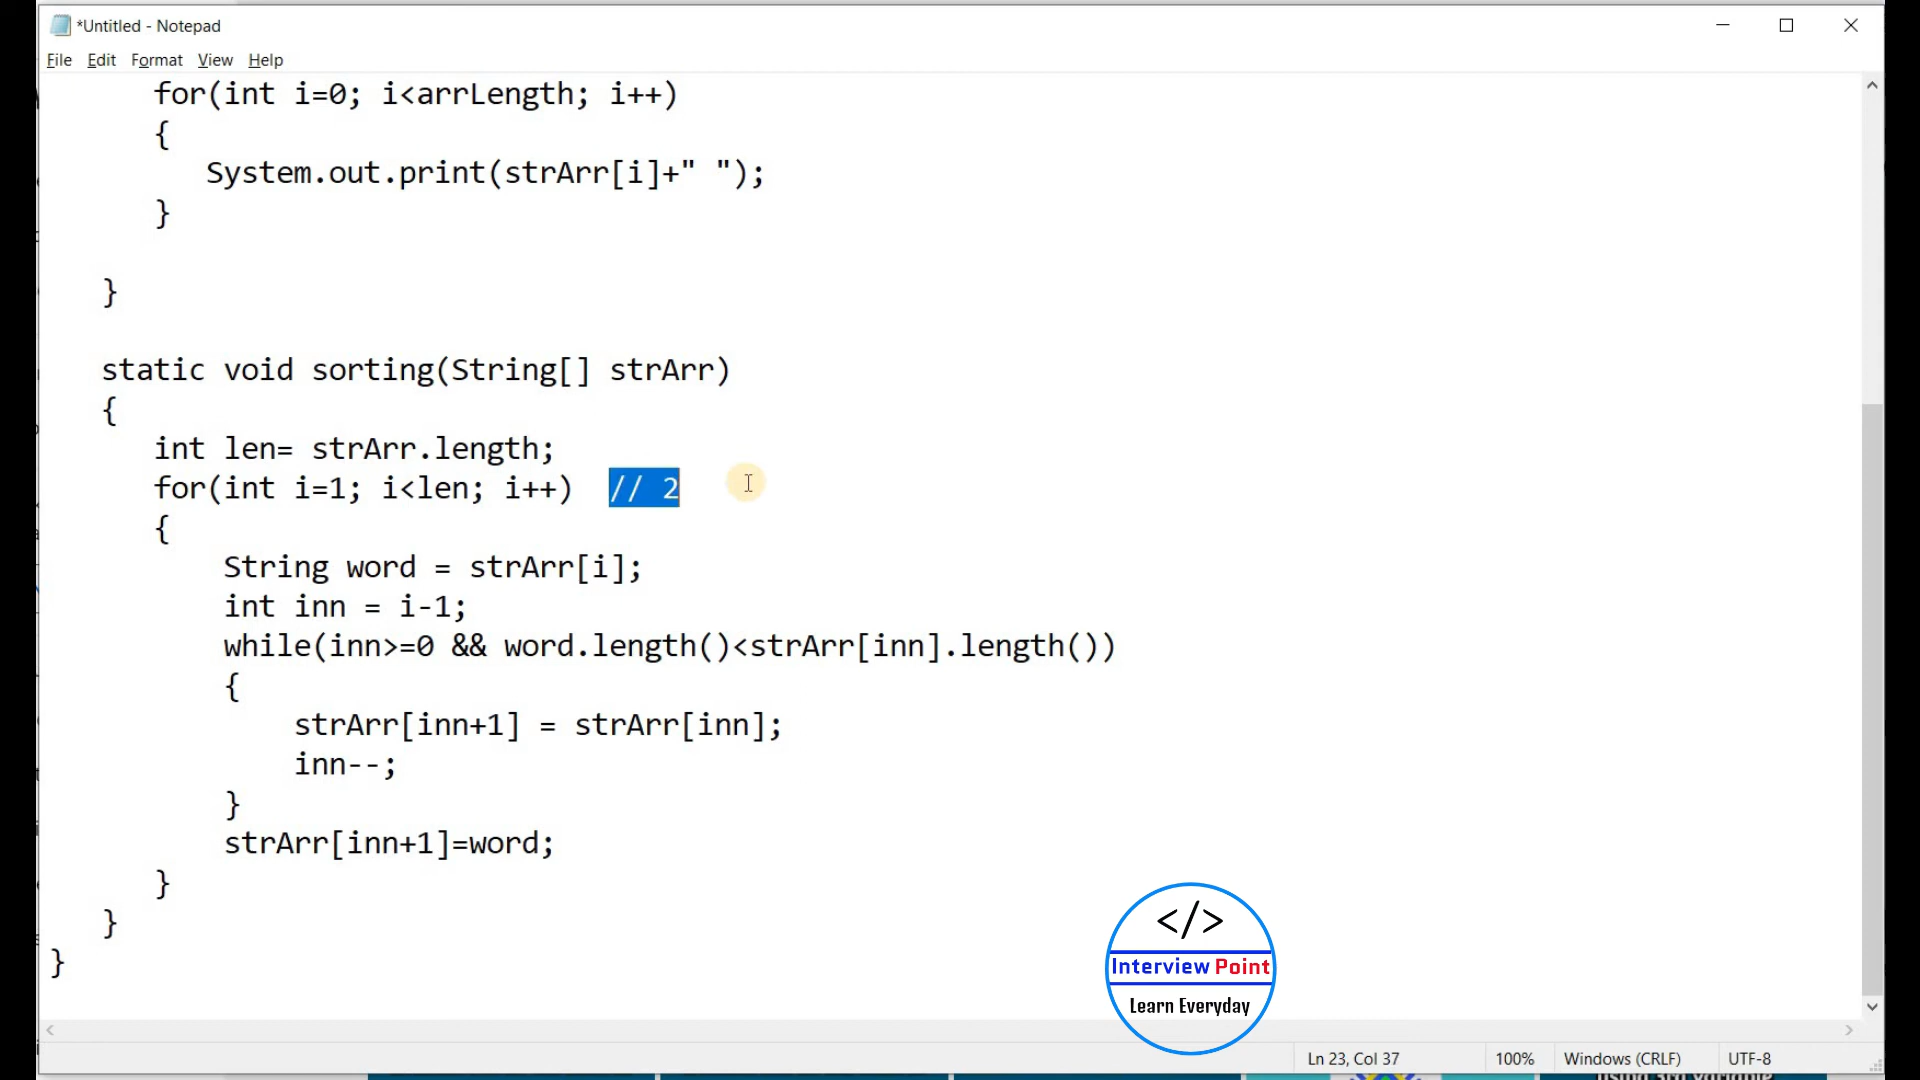 *Untitled - Notepad
File Edit Format View Help
for(int i=0; i<arrLength; i++)
{
System.out.print(strArr[i]+" ");
}
}
static void sorting(String[] strArr)
{
int len= strArr.length;
for(int i=1; i<len; i++) // 2
{
String word = strArr[i];
int inn = i-1;
while(inn>=0 && word.length()<strArr[inn].length())
{
strArr[inn+1] = strArr[inn];
inn--;
}
strArr[inn+1]=word;
}
}
}
</>
Interview Point
Learn Everyday
Ln 23, Col 37 100% Windows (CRLF) UTF-8